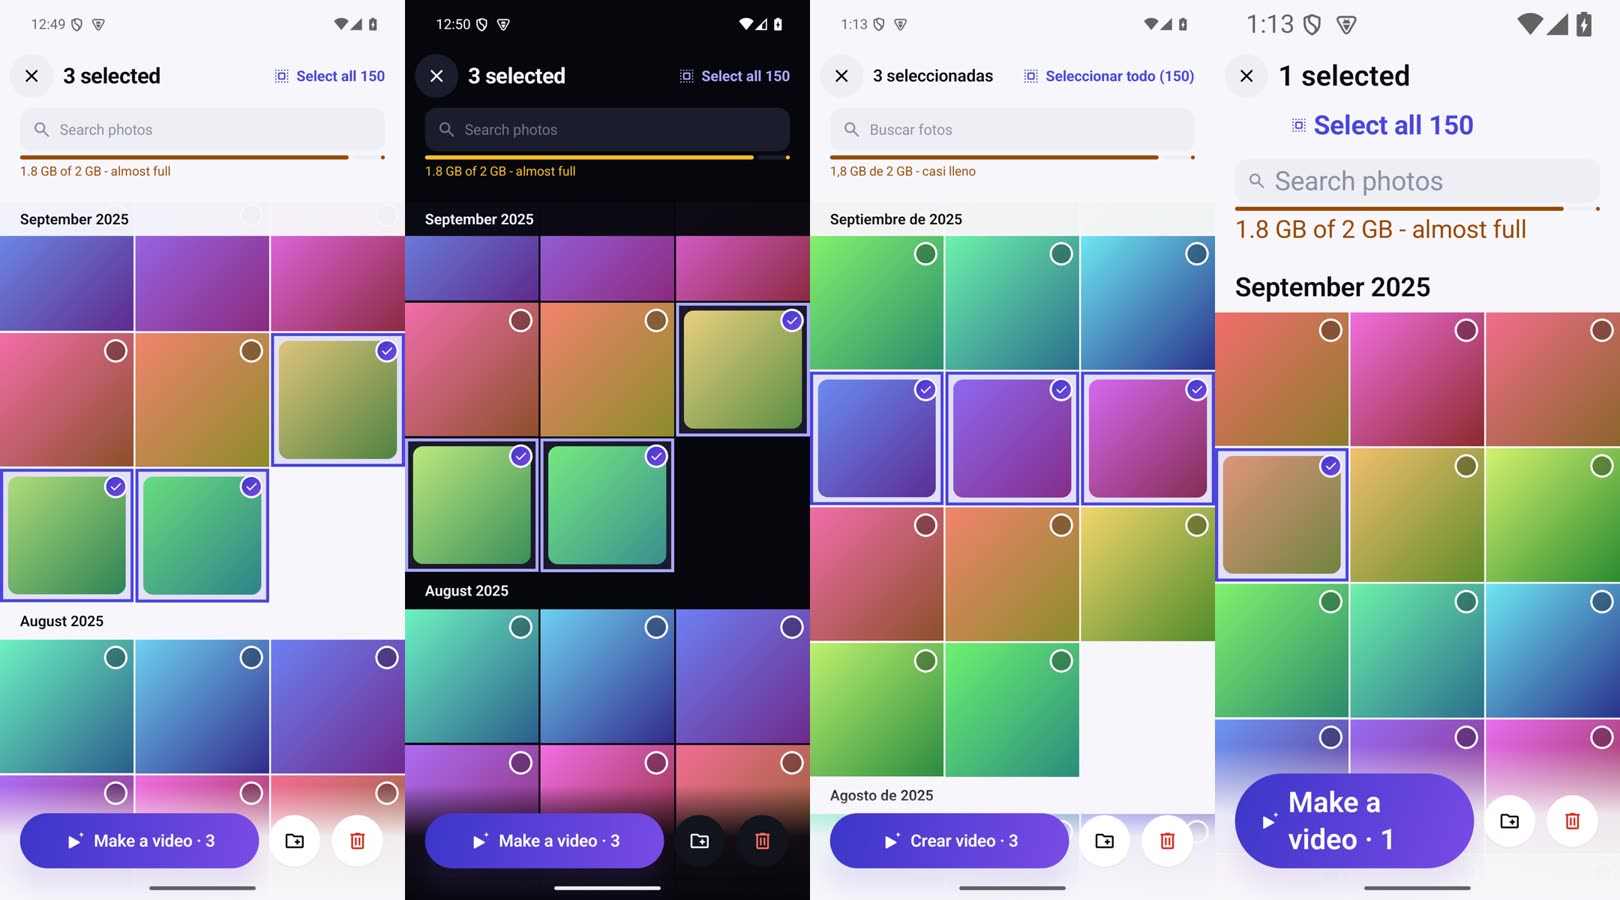 12:49
3 selected
Select all 150
Search photos
1.8 GB of 2 GB - almost full
September 2025
August 2025
Make a video · 3
12:50
3 selected
Select all 150
Search photos
1.8 GB of 2 GB - almost full
September 2025
August 2025
Make a video · 3
1:13
3 seleccionadas
Seleccionar todo (150)
Buscar fotos
1,8 GB de 2 GB - casi lleno
Septiembre de 2025
Agosto de 2025
Crear video · 3
1:13
1 selected
Select all 150
Search photos
1.8 GB of 2 GB - almost full
September 2025
Make a
video · 1